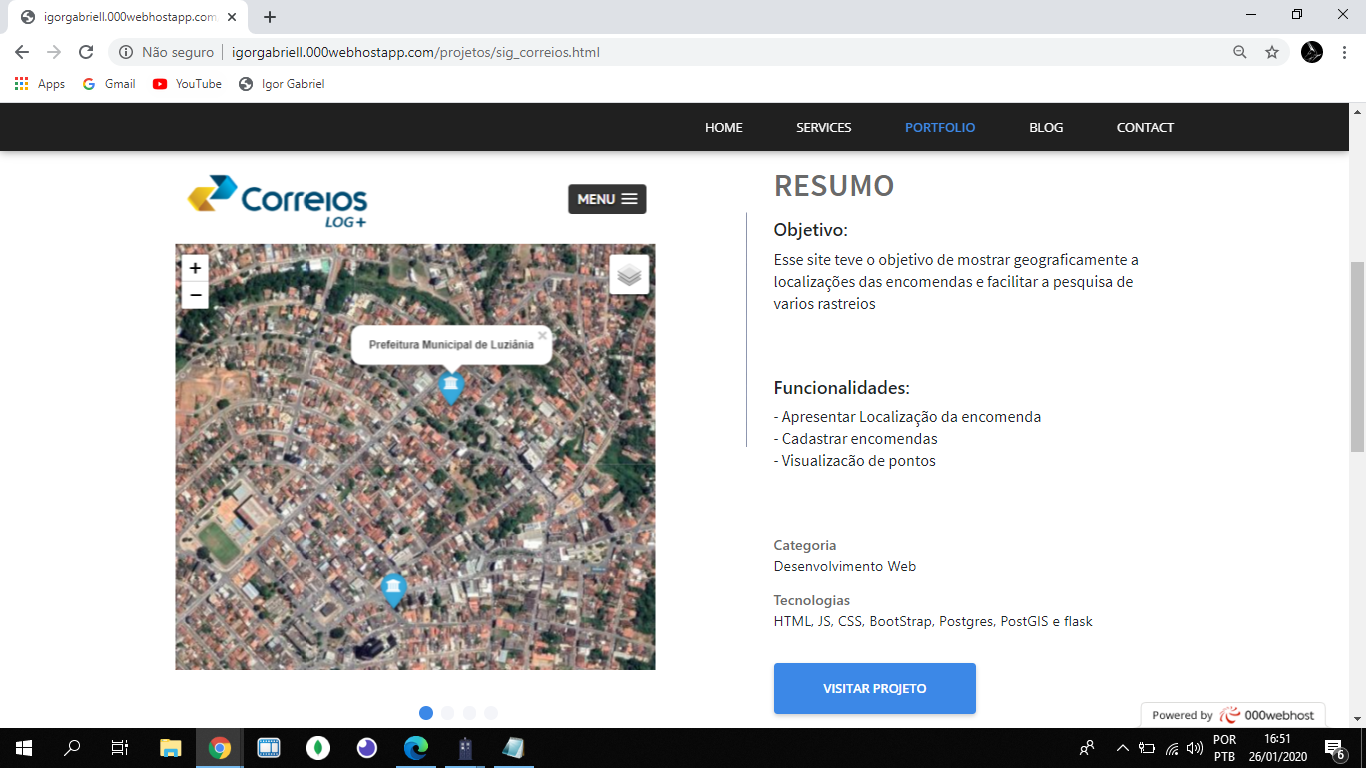 igorgabriell.000webhostapp.com
Não seguro
igorgabriell.000webhostapp.com/projetos/sig_correios.html
Apps
Gmail
YouTube
Igor Gabriel
HOME
SERVICES
PORTFOLIO
BLOG
CONTACT
Correios
LOG+
MENU
+
−
Prefeitura Municipal de Luziânia
×
RESUMO
Objetivo:
Esse site teve o objetivo de mostrar geograficamente a
localizações das encomendas e facilitar a pesquisa de
varios rastreios
Funcionalidades:
- Apresentar Localização da encomenda
- Cadastrar encomendas
- Visualizacão de pontos
Categoria
Desenvolvimento Web
Tecnologias
HTML, JS, CSS, BootStrap, Postgres, PostGIS e flask
VISITAR PROJETO
Powered by 000webhost
POR
PTB
16:51
26/01/2020
6